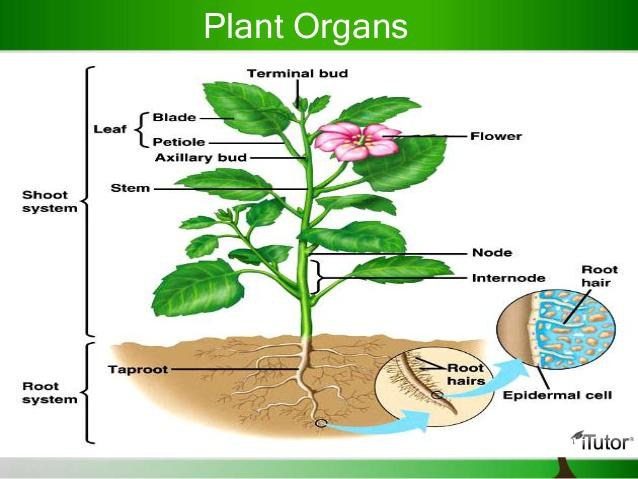 Plant Organs
Terminal bud
Blade
Leaf
Petiole
Flower
Axillary bud
Stem
Shoot
system
Node
Internode
Root
hair
Taproot
Root
hairs
Root
system
Epidermal cell
iTutor